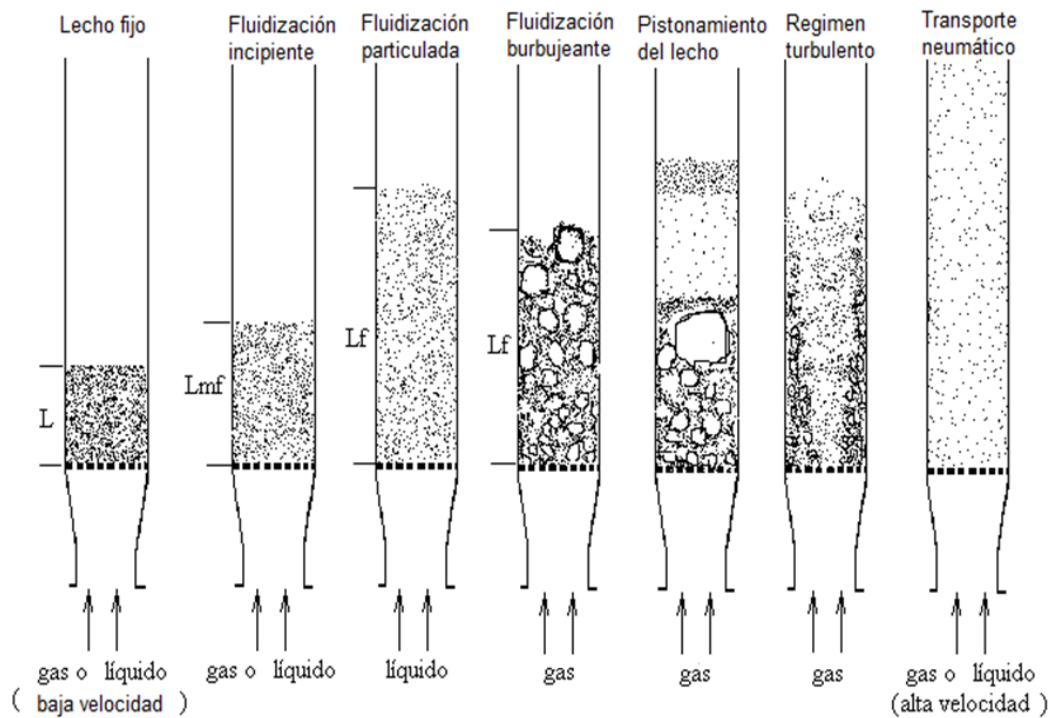 Lecho fijo
Fluidización
incipiente
Fluidización
particulada
Fluidización
burbujeante
Pistonamiento
del lecho
Regimen
turbulento
Transporte
neumático
L
Lmf
Lf
Lf
gas o líquido
( baja velocidad )
gas o líquido
líquido
gas
gas
gas
gas o líquido
(alta velocidad)